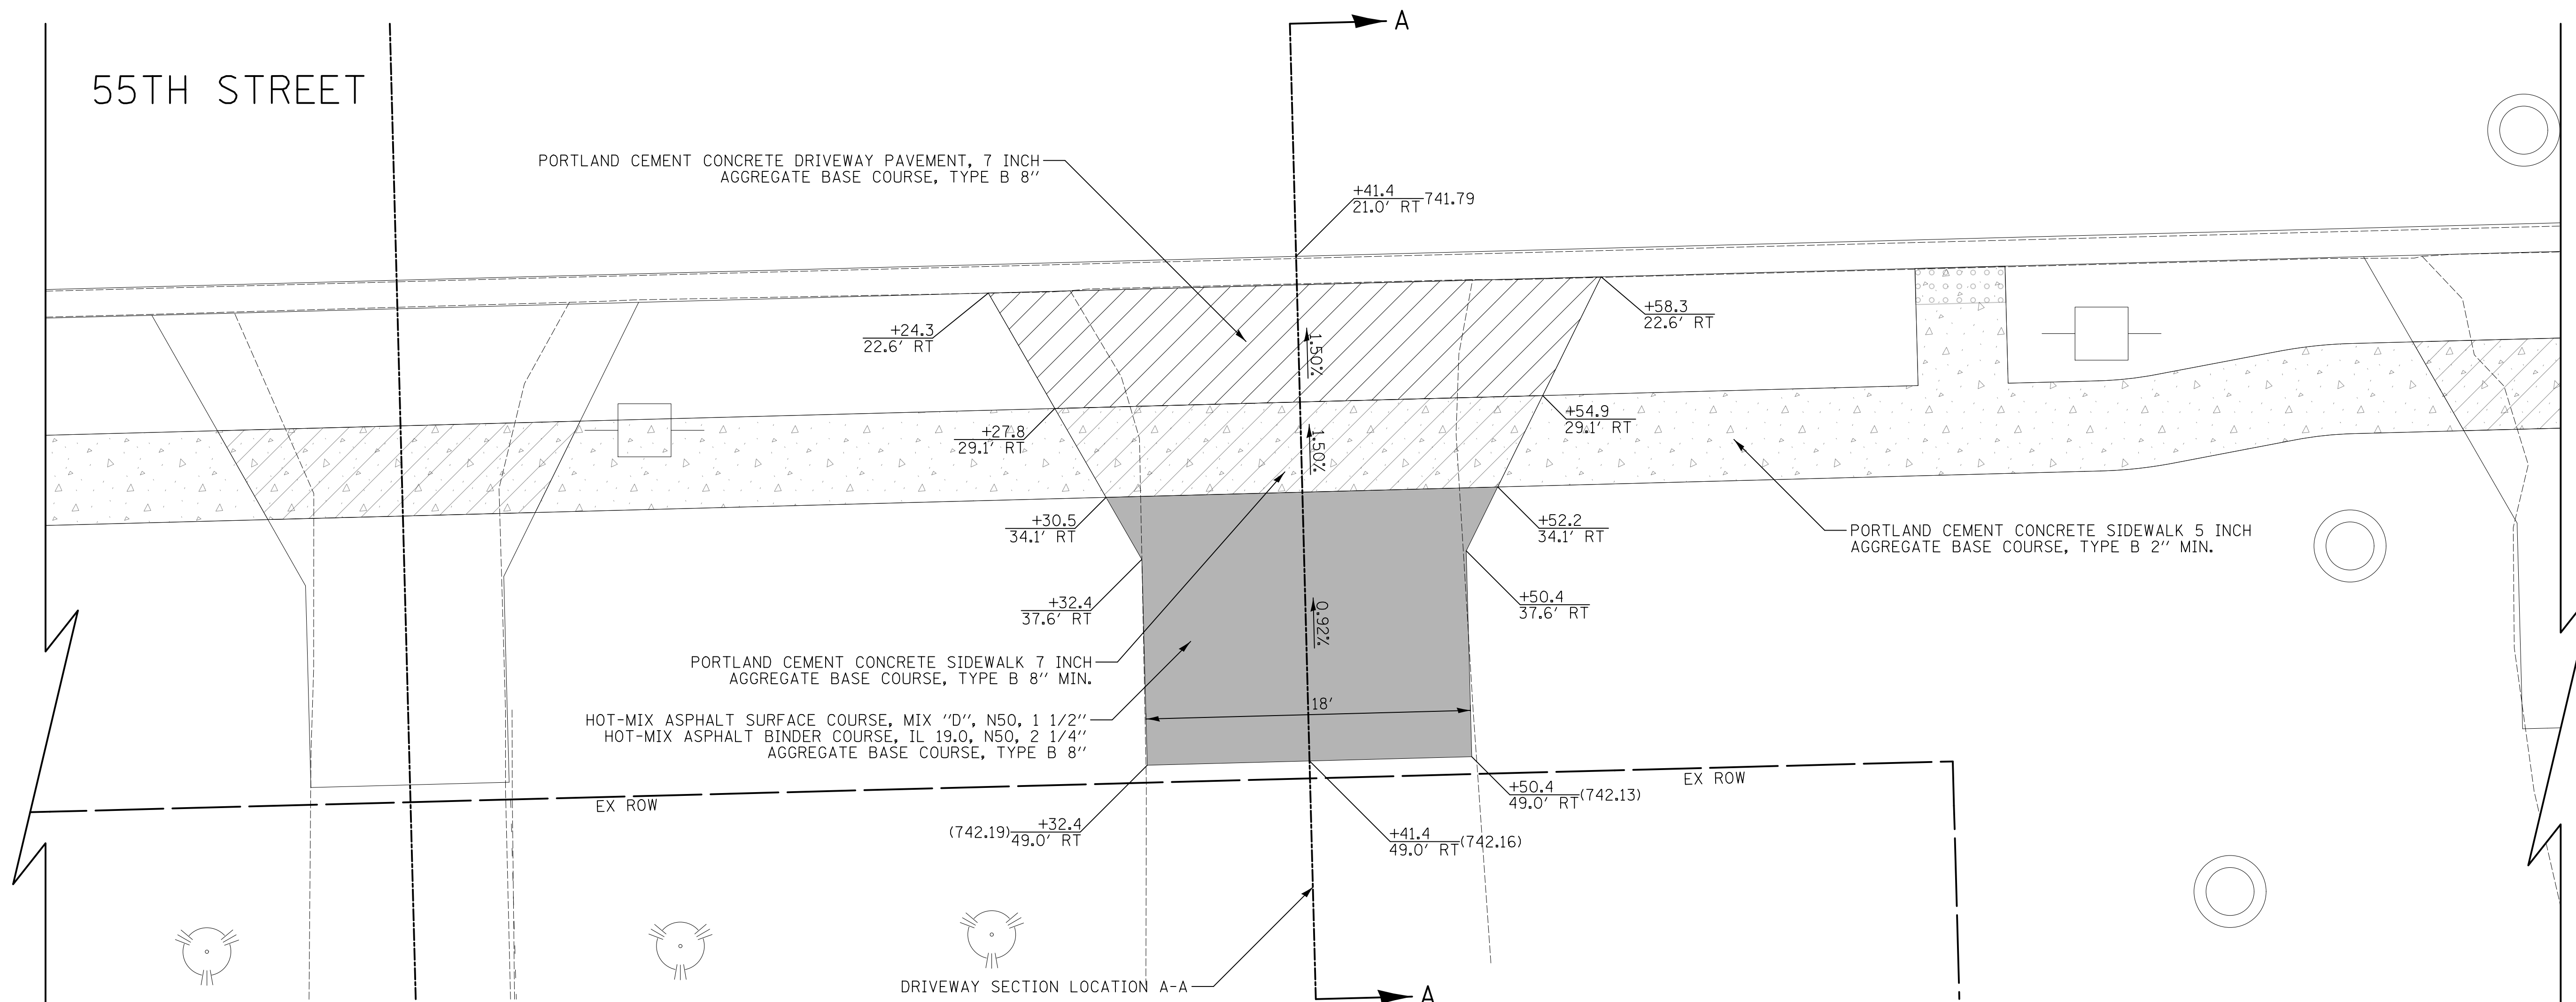 A
55TH STREET
PORTLAND CEMENT CONCRETE DRIVEWAY PAVEMENT, 7 INCH
AGGREGATE BASE COURSE, TYPE B 8"
+41.4
21.0' RT
741.79
+24.3
22.6' RT
+58.3
22.6' RT
1.50%
+27.8
29.1' RT
+54.9
29.1' RT
1.50%
+30.5
34.1' RT
+52.2
34.1' RT
PORTLAND CEMENT CONCRETE SIDEWALK 5 INCH
AGGREGATE BASE COURSE, TYPE B 2" MIN.
+32.4
37.6' RT
+50.4
37.6' RT
0.92%
PORTLAND CEMENT CONCRETE SIDEWALK 7 INCH
AGGREGATE BASE COURSE, TYPE B 8" MIN.
HOT-MIX ASPHALT SURFACE COURSE, MIX "D", N50, 1 1/2"
HOT-MIX ASPHALT BINDER COURSE, IL 19.0, N50, 2 1/4"
AGGREGATE BASE COURSE, TYPE B 8"
18'
EX ROW
EX ROW
(742.19)
+32.4
49.0' RT
+50.4
49.0' RT
(742.13)
+41.4
49.0' RT
(742.16)
DRIVEWAY SECTION LOCATION A-A
A